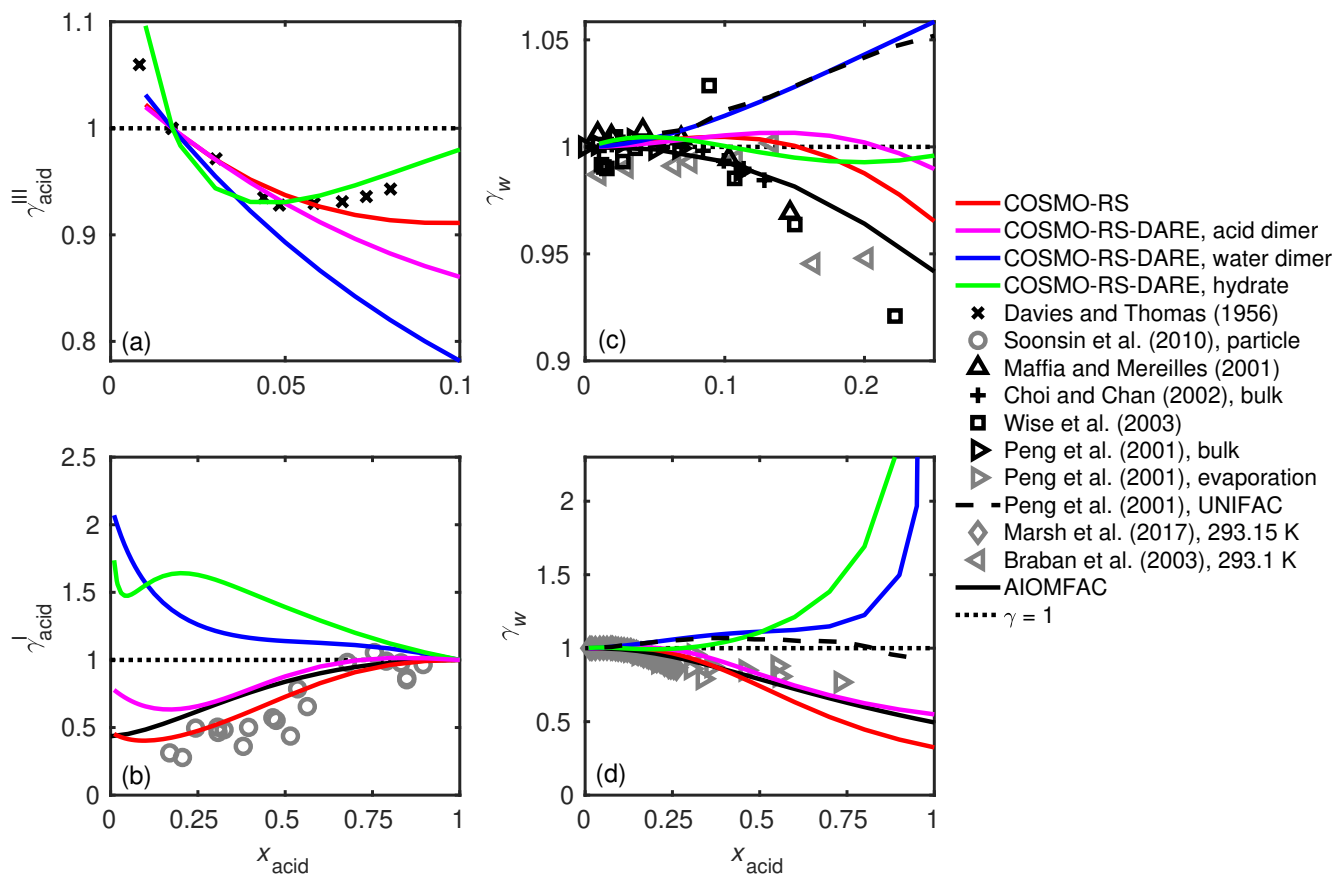 1.1
1
0.9
0.8
γ^III_acid
(a)
0
0.05
0.1
1.05
1
0.95
0.9
γ_w
(c)
0
0.1
0.2
COSMO-RS
COSMO-RS-DARE, acid dimer
COSMO-RS-DARE, water dimer
COSMO-RS-DARE, hydrate
Davies and Thomas (1956)
Soonsin et al. (2010), particle
Maffia and Mereilles (2001)
Choi and Chan (2002), bulk
Wise et al. (2003)
Peng et al. (2001), bulk
Peng et al. (2001), evaporation
Peng et al. (2001), UNIFAC
Marsh et al. (2017), 293.15 K
Braban et al. (2003), 293.1 K
AIOMFAC
γ = 1
2.5
2
1.5
1
0.5
0
γ^I_acid
(b)
0
0.25
0.5
0.75
1
x_acid
2
1.5
1
0.5
0
γ_w
(d)
0
0.25
0.5
0.75
1
x_acid